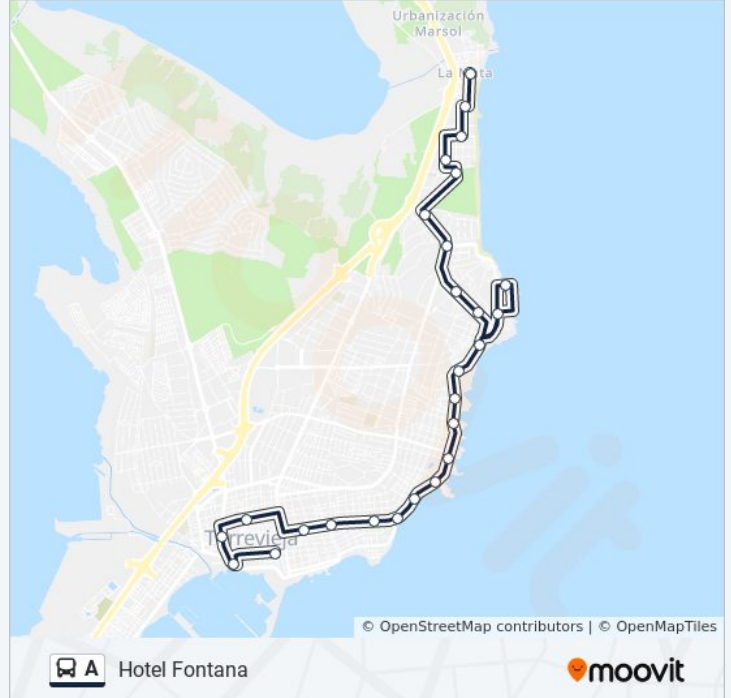 Urbanización
Marsol
La Mata
Torrevieja
© OpenStreetMap contributors | © OpenMapTiles
A Hotel Fontana
moovit